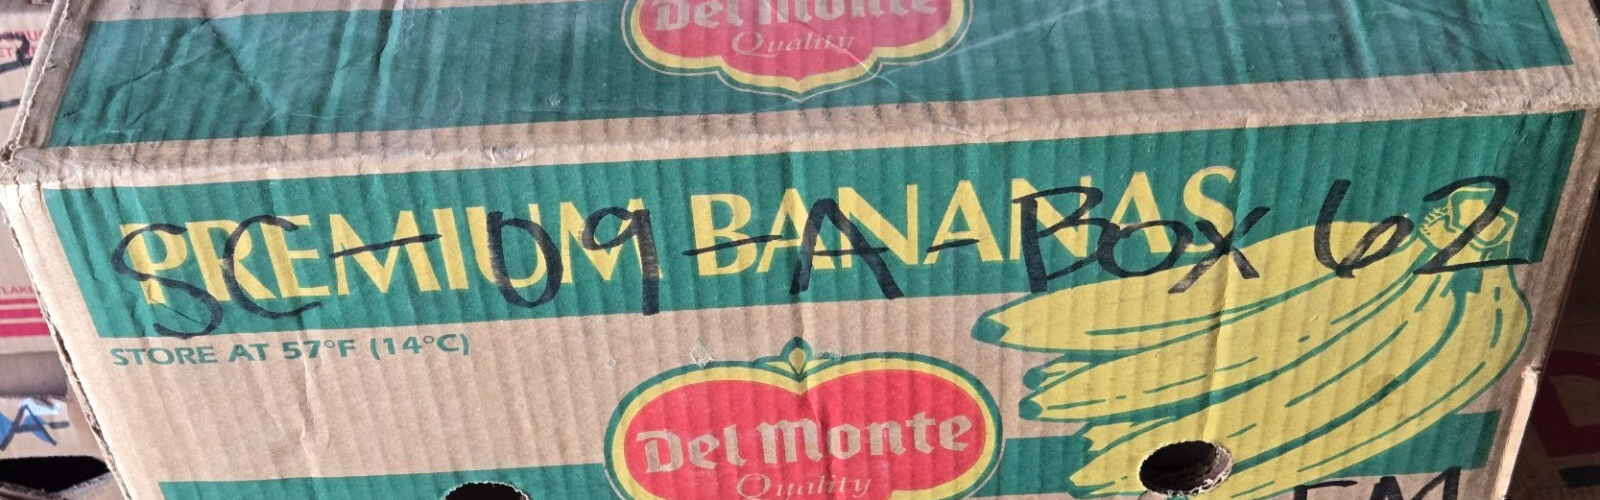 Del Monte
Quality
PREMIUM BANANAS
SC-09-A-Box 62
STORE AT 57°F (14°C)
Del Monte
Quality
A-